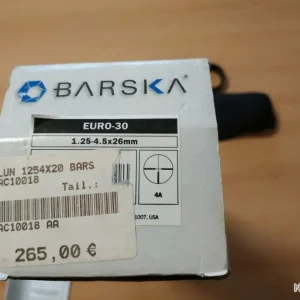 BARSKA
EURO-30
1.25-4.5x26mm
LUN 1254X20 BARS
AC10018
Tail.:
4A
AC10018 AA
1007, USA
265,00 €